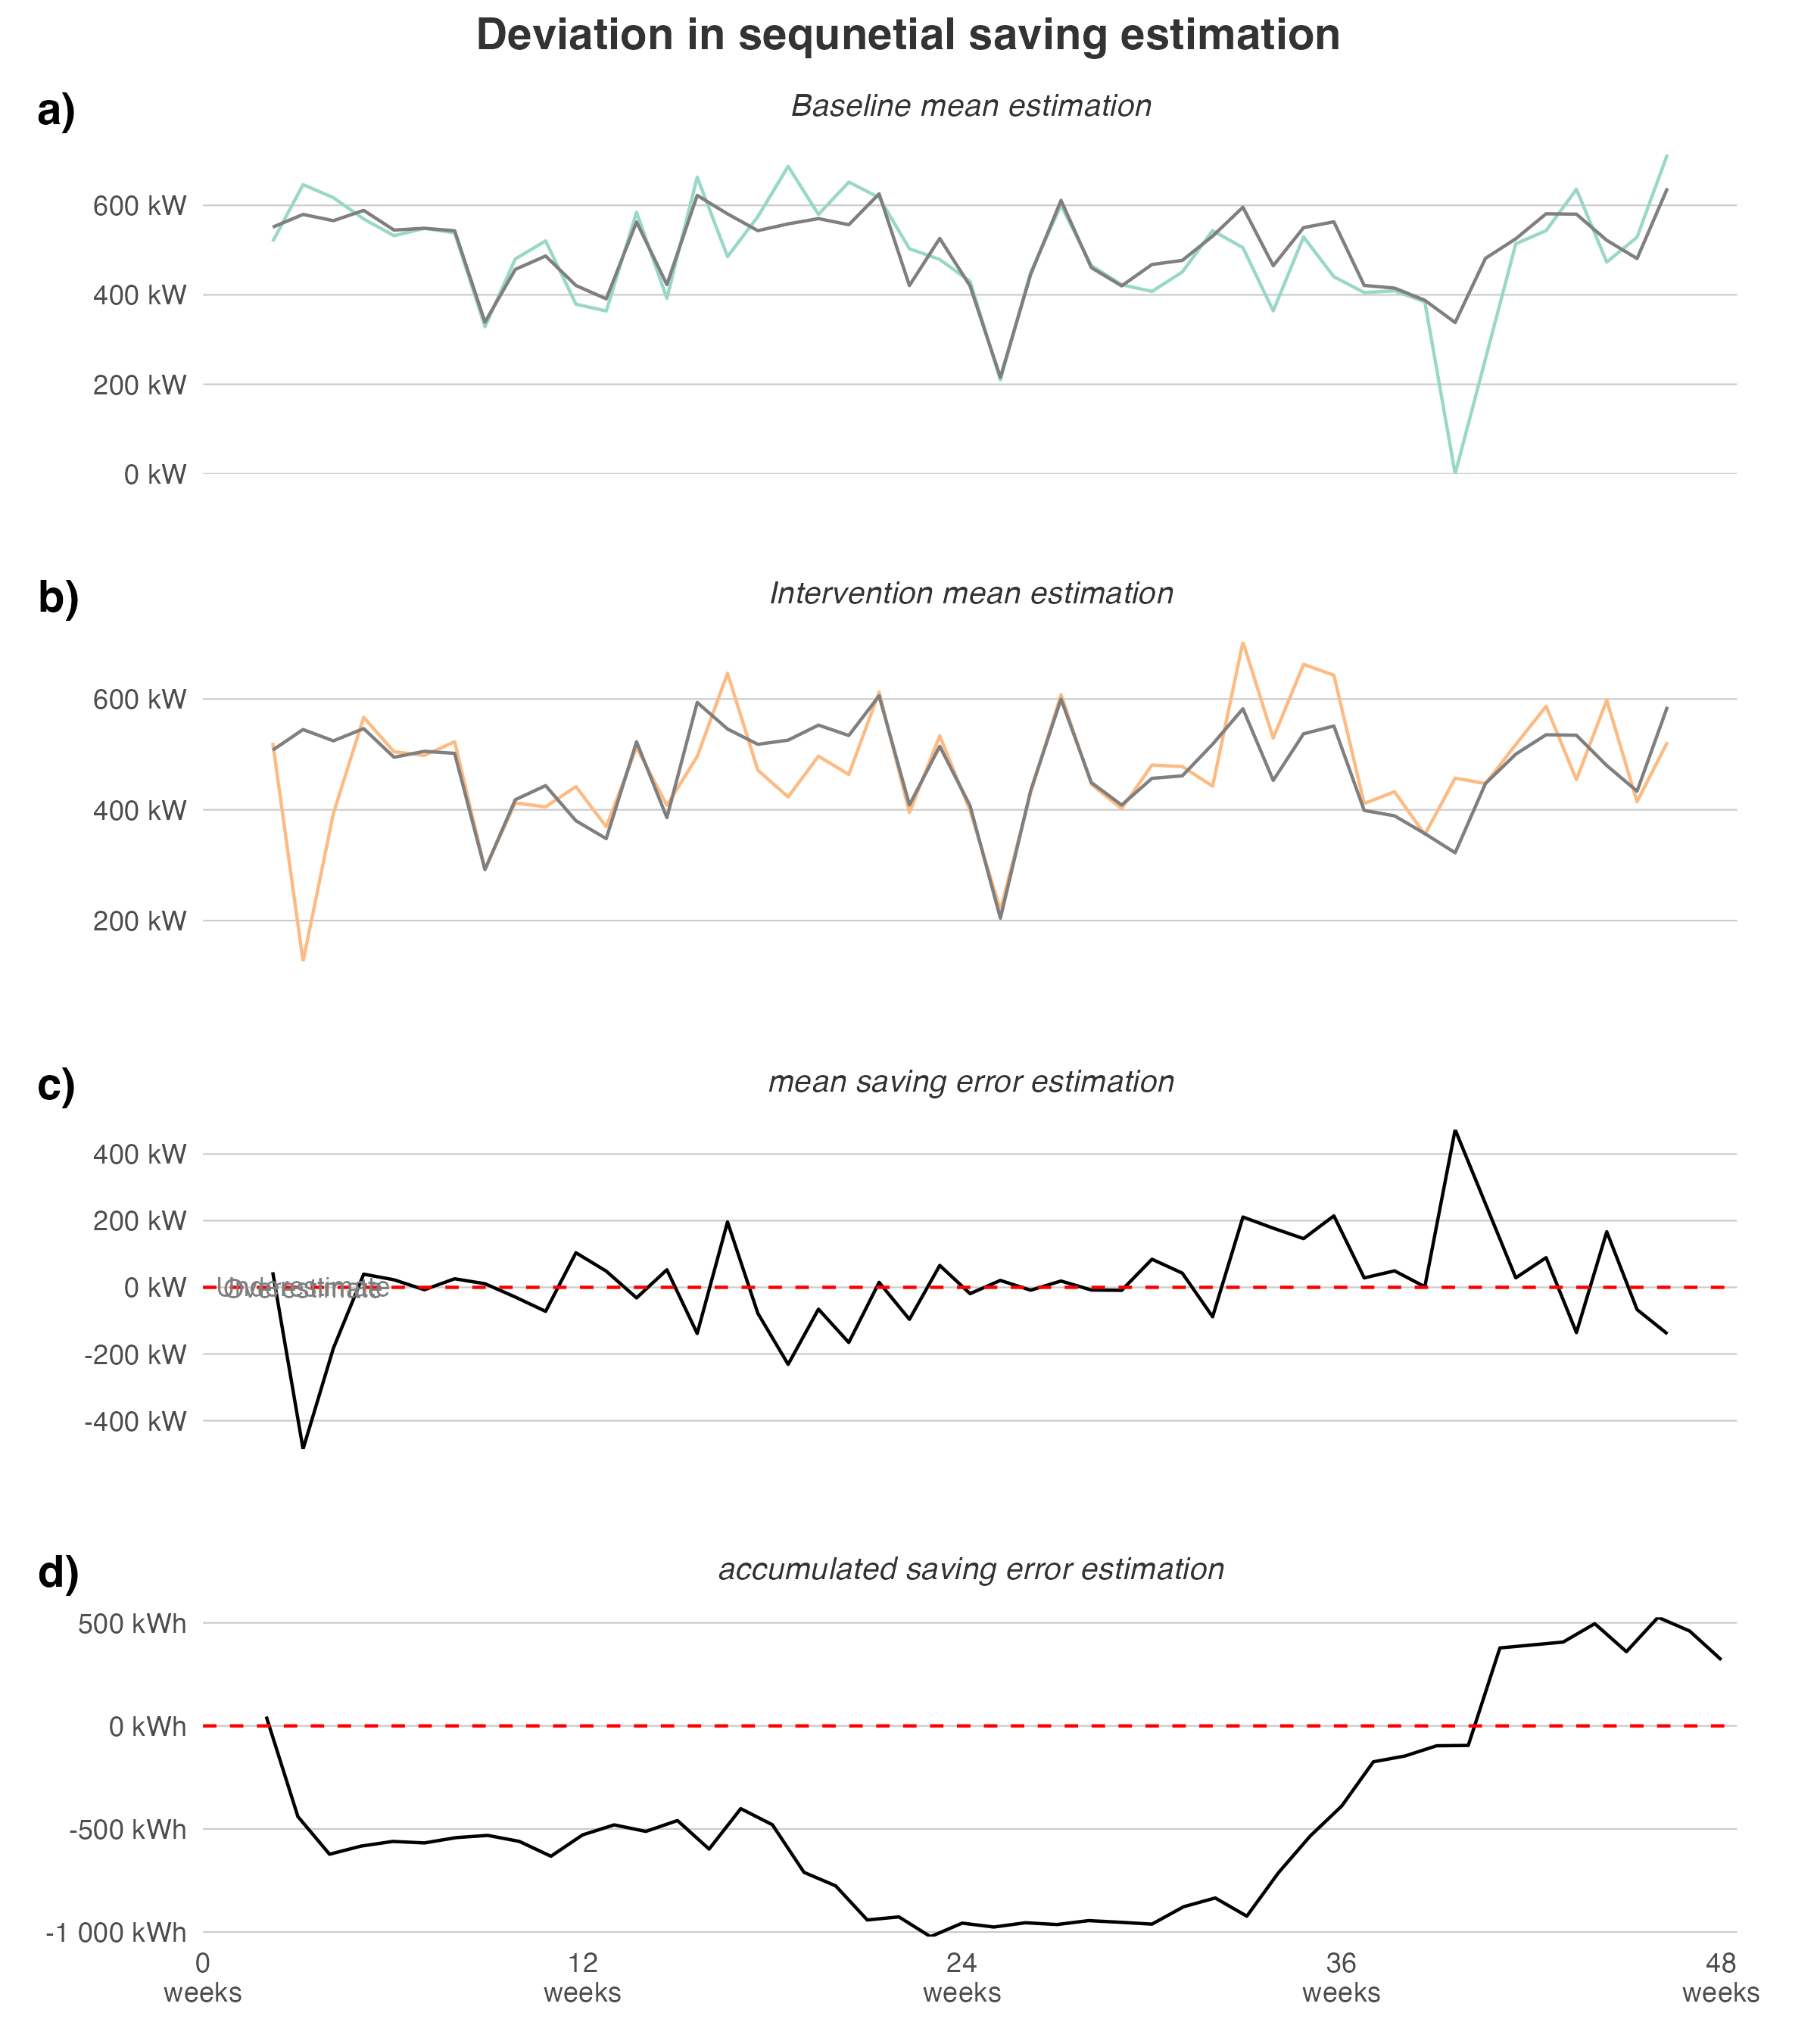 Deviation in sequnetial saving estimation
a)
Baseline mean estimation
600 kW
400 kW
200 kW
0 kW
b)
Intervention mean estimation
600 kW
400 kW
200 kW
c)
mean saving error estimation
400 kW
200 kW
0 kW
-200 kW
-400 kW
Underestimate
Overestimate
d)
accumulated saving error estimation
500 kWh
0 kWh
-500 kWh
-1 000 kWh
0
weeks
12
weeks
24
weeks
36
weeks
48
weeks